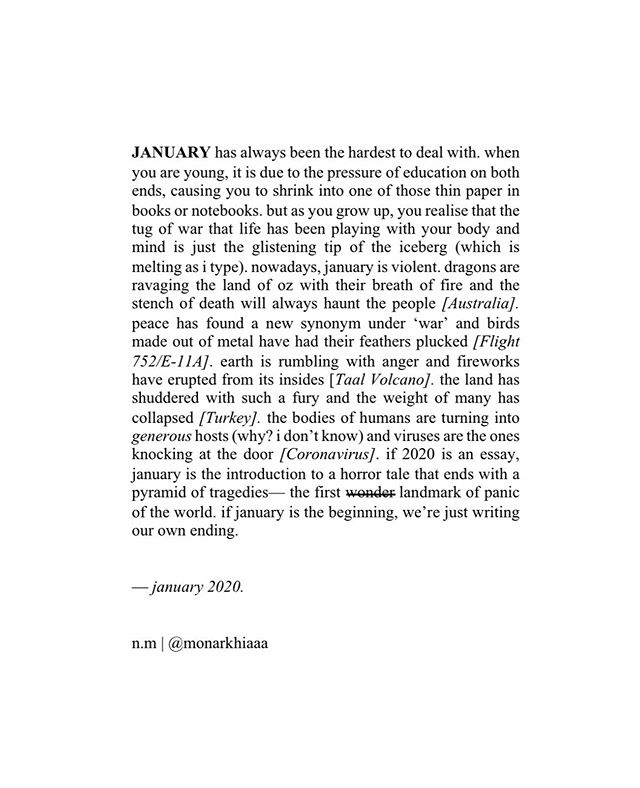 JANUARY has always been the hardest to deal with. when
you are young, it is due to the pressure of education on both
ends, causing you to shrink into one of those thin paper in
books or notebooks. but as you grow up, you realise that the
tug of war that life has been playing with your body and
mind is just the glistening tip of the iceberg (which is
melting as i type). nowadays, january is violent. dragons are
ravaging the land of oz with their breath of fire and the
stench of death will always haunt the people [Australia].
peace has found a new synonym under ‘war’ and birds
made out of metal have had their feathers plucked [Flight
752/E-11A]. earth is rumbling with anger and fireworks
have erupted from its insides [Taal Volcano]. the land has
shuddered with such a fury and the weight of many has
collapsed [Turkey]. the bodies of humans are turning into
generous hosts (why? i don’t know) and viruses are the ones
knocking at the door [Coronavirus]. if 2020 is an essay,
january is the introduction to a horror tale that ends with a
pyramid of tragedies— the first wonder landmark of panic
of the world. if january is the beginning, we’re just writing
our own ending.
— january 2020.
n.m | @monarkhiaaa